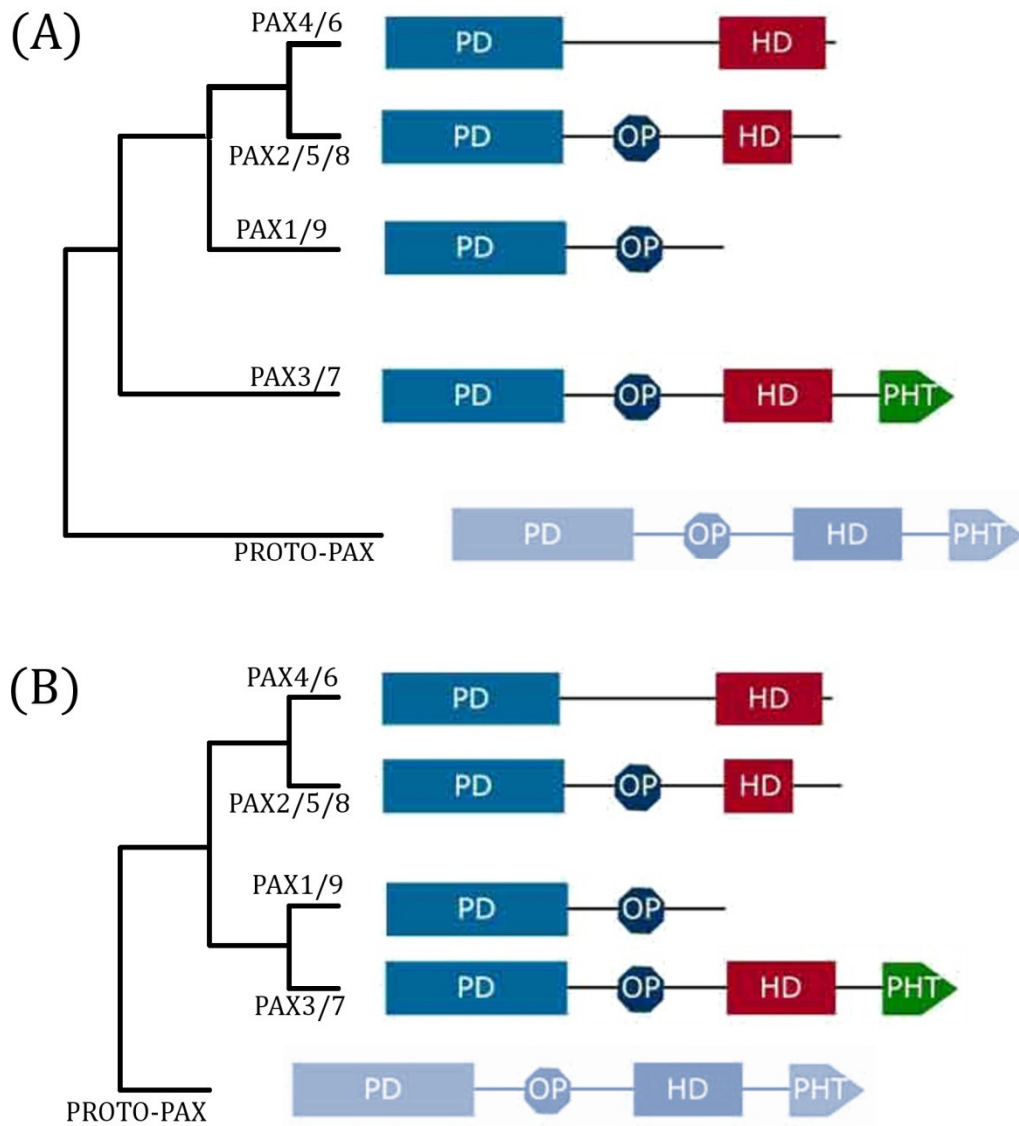 (A)
PAX4/6
PD HD
PAX2/5/8
PD OP HD
PAX1/9
PD OP
PAX3/7
PD OP HD PHT
PROTO-PAX
PD OP HD PHT
(B)
PAX4/6
PD HD
PAX2/5/8
PD OP HD
PAX1/9
PD OP
PAX3/7
PD OP HD PHT
PROTO-PAX
PD OP HD PHT